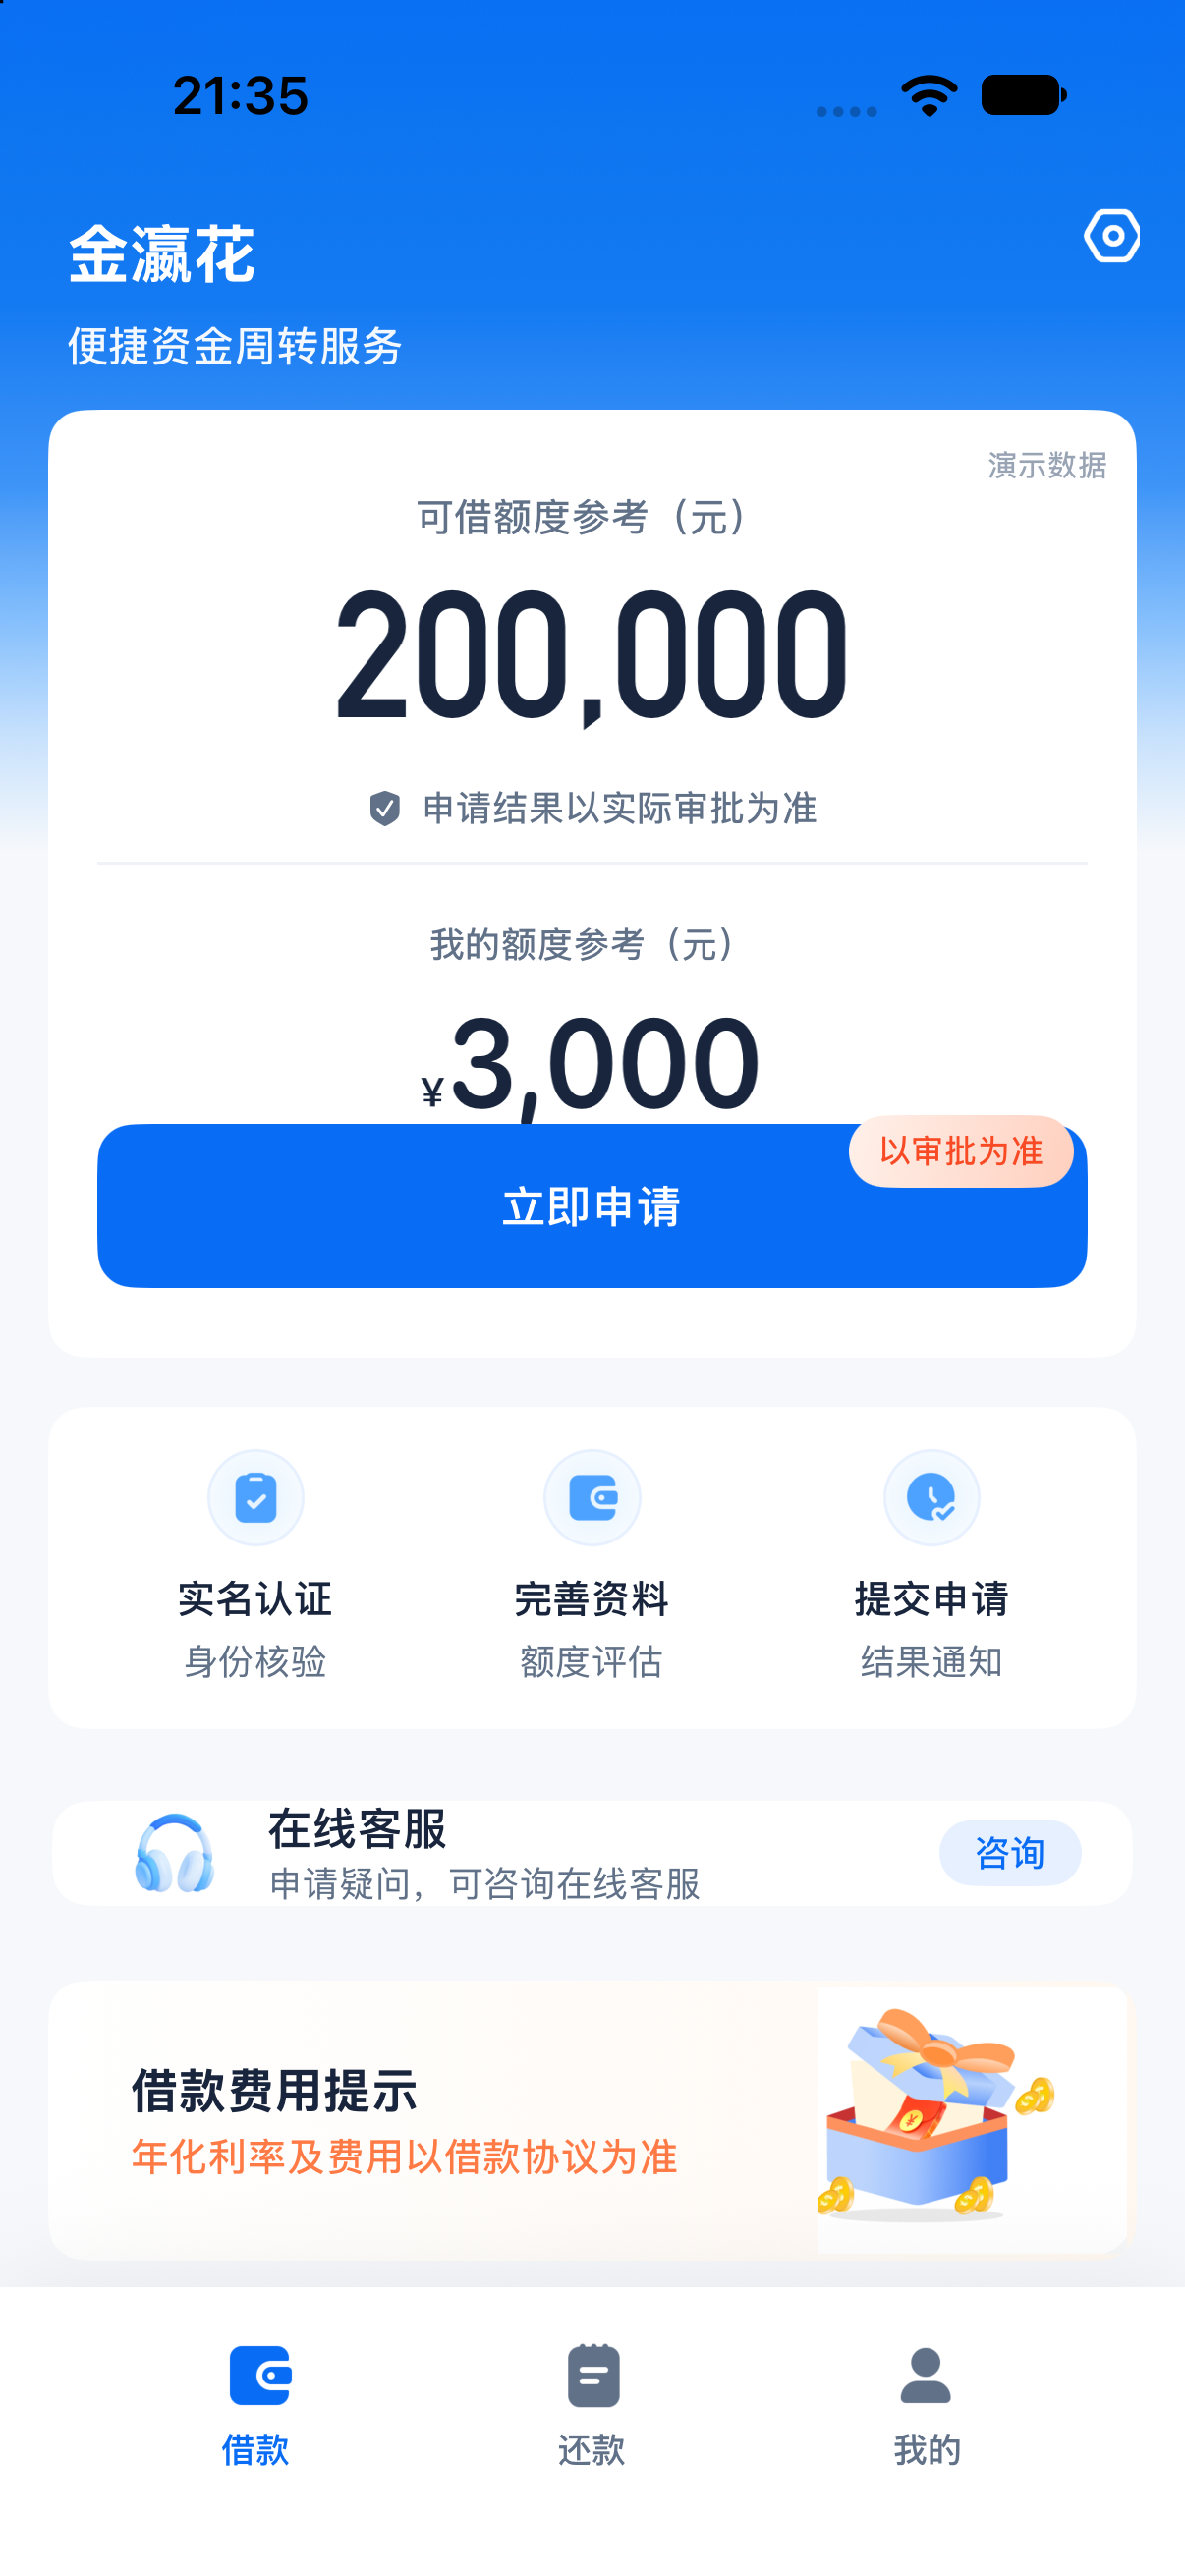 21:35
金瀛花
便捷资金周转服务
演示数据
可借额度参考（元）
200,000
申请结果以实际审批为准
我的额度参考（元）
¥3,000
以审批为准
立即申请
实名认证
完善资料
提交申请
身份核验
额度评估
结果通知
在线客服
申请疑问，可咨询在线客服
咨询
借款费用提示
年化利率及费用以借款协议为准
¥
借款
还款
我的